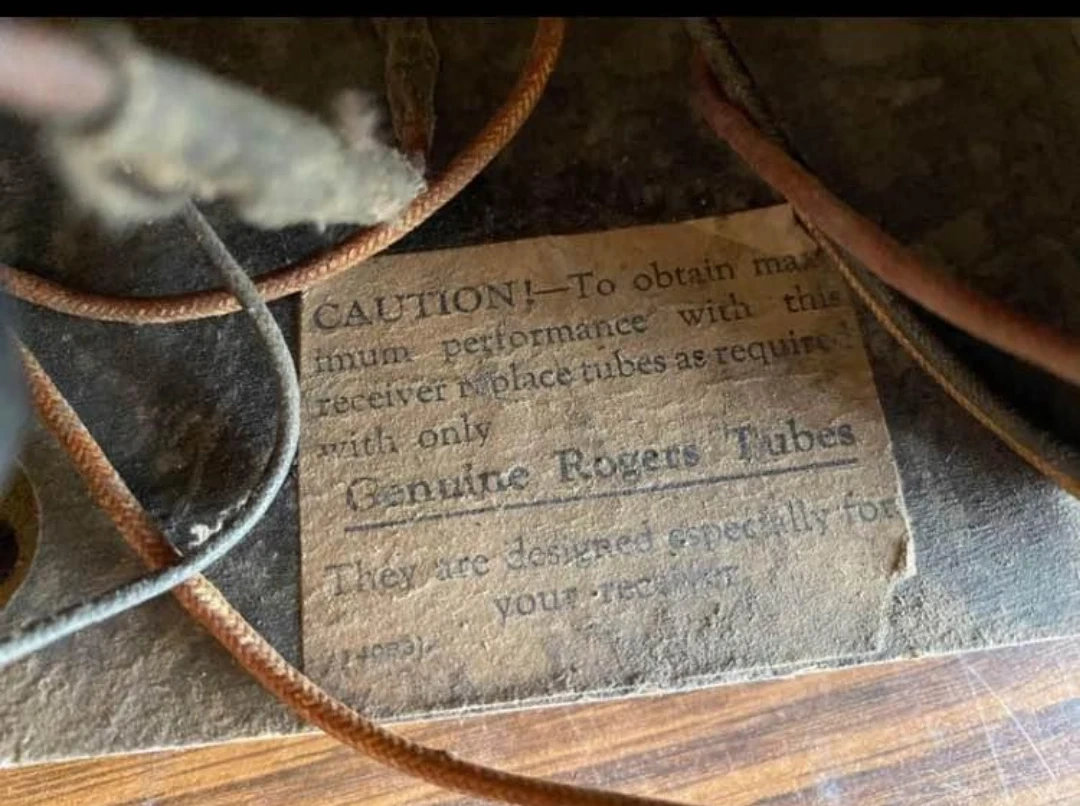 CAUTION!—To obtain max-
imum performance with this
receiver replace tubes as required
with only
Genuine Rogers Tubes
They are designed especially for
your receiver